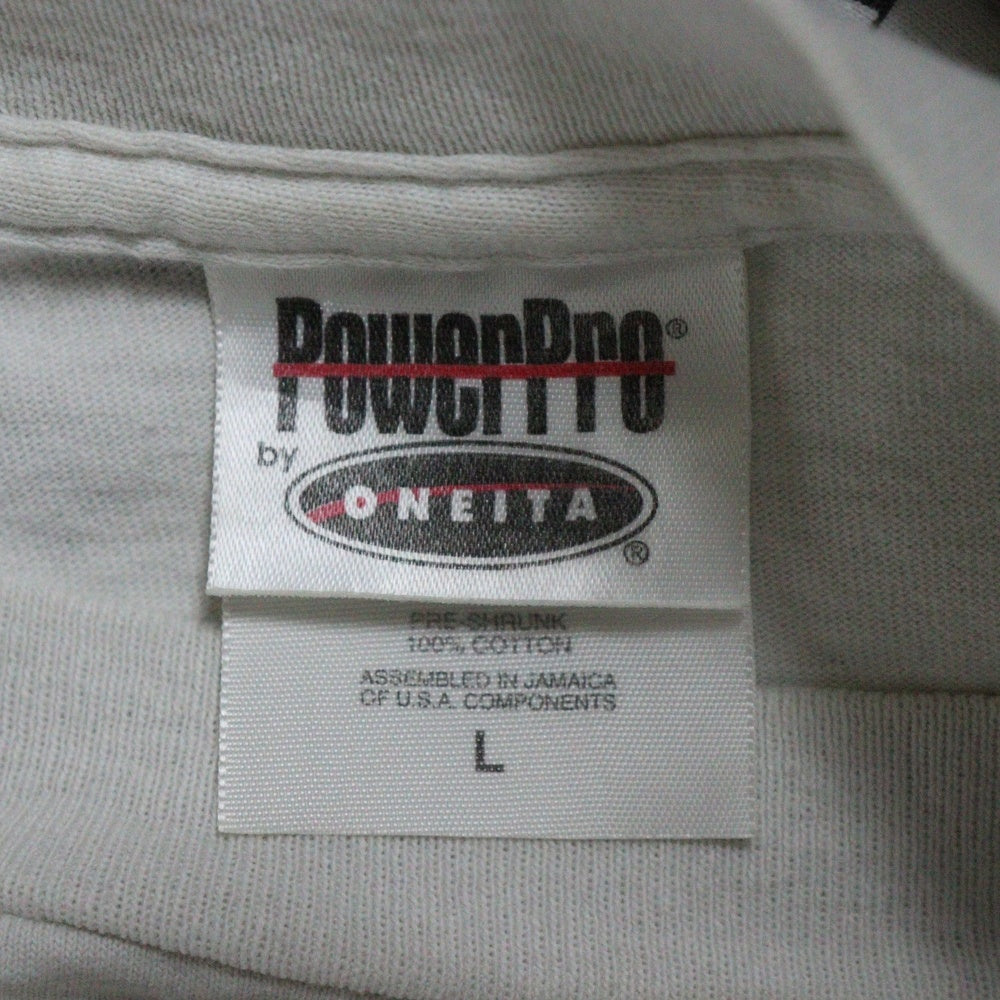 PowerPro®
by ONEITA®
PRE-SHRUNK
100% COTTON
ASSEMBLED IN JAMAICA
OF U.S.A. COMPONENTS
L